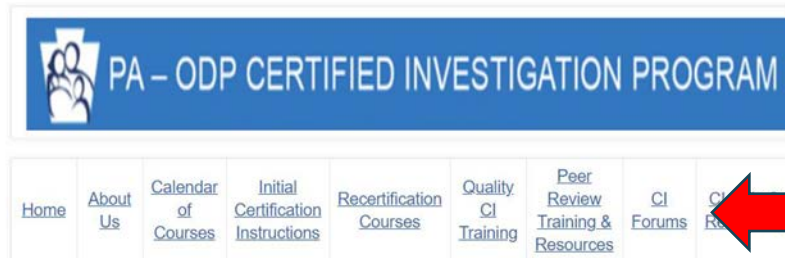 PA – ODP CERTIFIED INVESTIGATION PROGRAM
Home
About
Us
Calendar
of
Courses
Initial
Certification
Instructions
Recertification
Courses
Quality
CI
Training
Peer
Review
Training &
Resources
CI
Forums